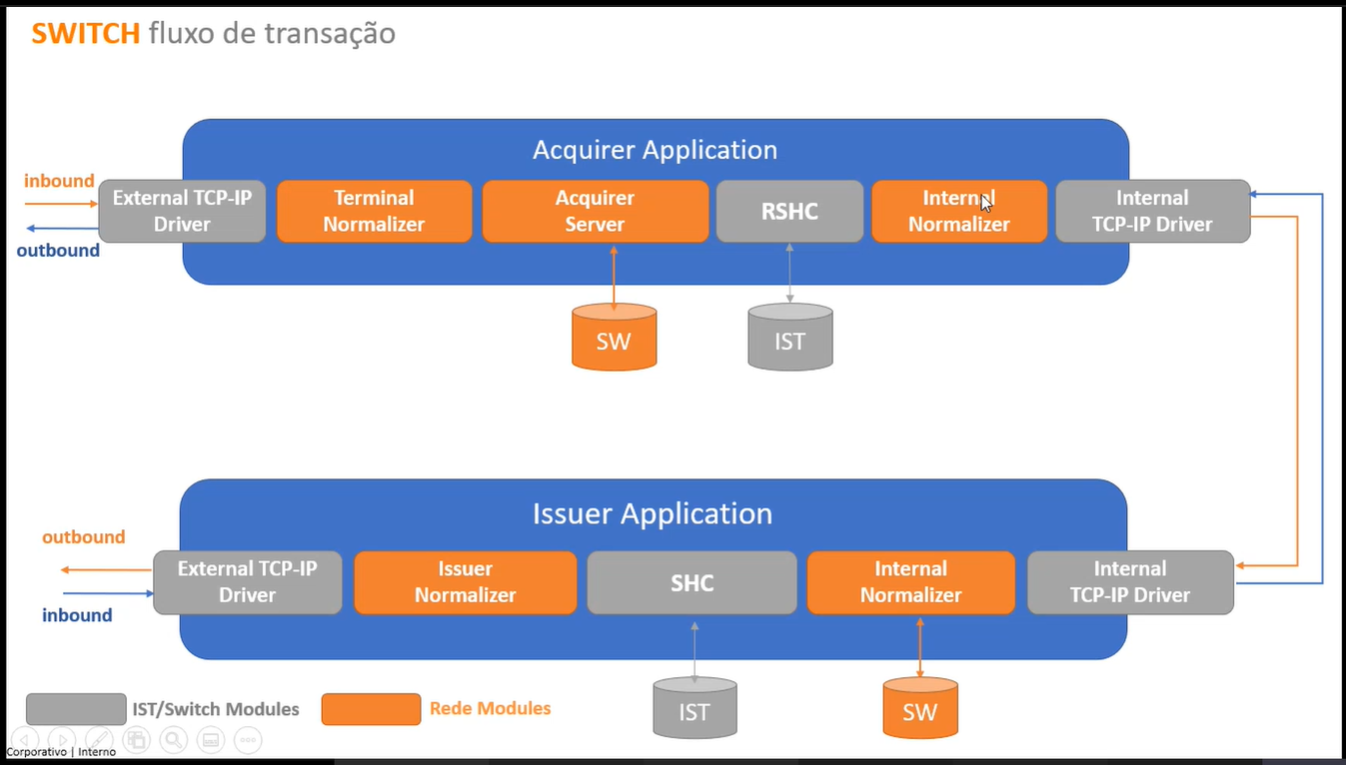 SWITCH fluxo de transação
Acquirer Application
inbound
outbound
External TCP-IP
Driver
Terminal
Normalizer
Acquirer
Server
RSHC
Internal
Normalizer
Internal
TCP-IP Driver
SW
IST
Issuer Application
outbound
inbound
External TCP-IP
Driver
Issuer
Normalizer
SHC
Internal
Normalizer
Internal
TCP-IP Driver
IST
SW
IST/Switch Modules
Rede Modules
Corporativo | Interno